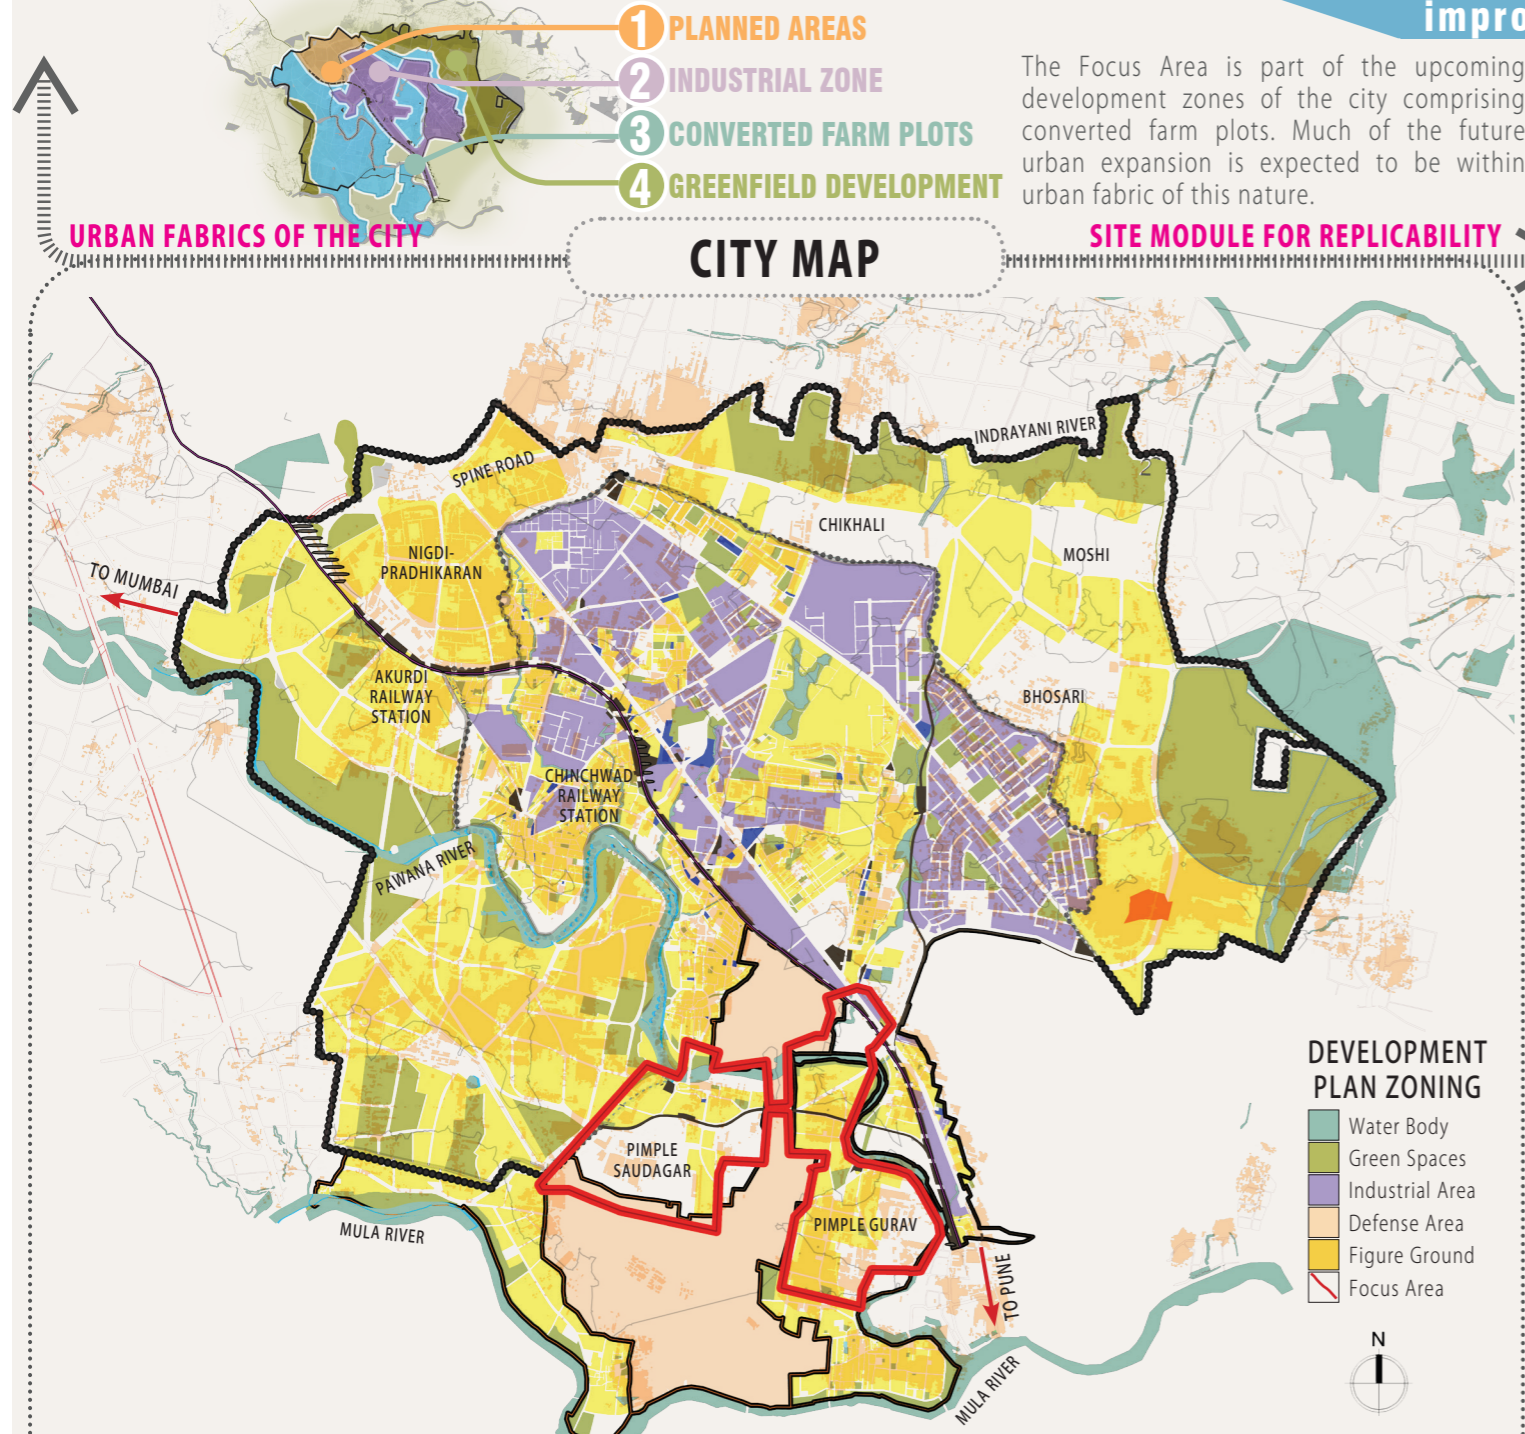 impro
1 PLANNED AREAS
2 INDUSTRIAL ZONE
3 CONVERTED FARM PLOTS
4 GREENFIELD DEVELOPMENT
The Focus Area is part of the upcoming
development zones of the city comprising
converted farm plots. Much of the future
urban expansion is expected to be within
urban fabric of this nature.
URBAN FABRICS OF THE CITY
CITY MAP
SITE MODULE FOR REPLICABILITY
INDRAYANI RIVER
2
SPINE ROAD
CHIKHALI
NIGDI-
PRADHIKARAN
MOSHI
TO MUMBAI
AKURDI
RAILWAY
STATION
BHOSARI
CHINCHWAD
RAILWAY
STATION
PAWANA RIVER
PIMPLE
SAUDAGAR
PIMPLE GURAV
MULA RIVER
TO PUNE
MULA RIVER
DEVELOPMENT
PLAN ZONING
Water Body
Green Spaces
Industrial Area
Defense Area
Figure Ground
Focus Area
N